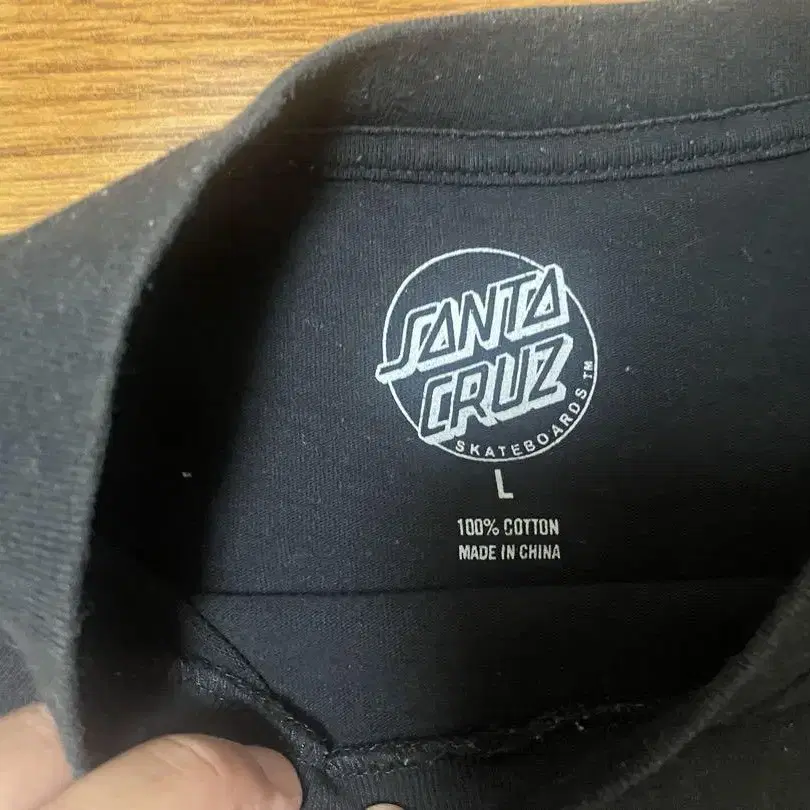 SANTA
CRUZ
SKATEBOARDS™
L
100% COTTON
MADE IN CHINA